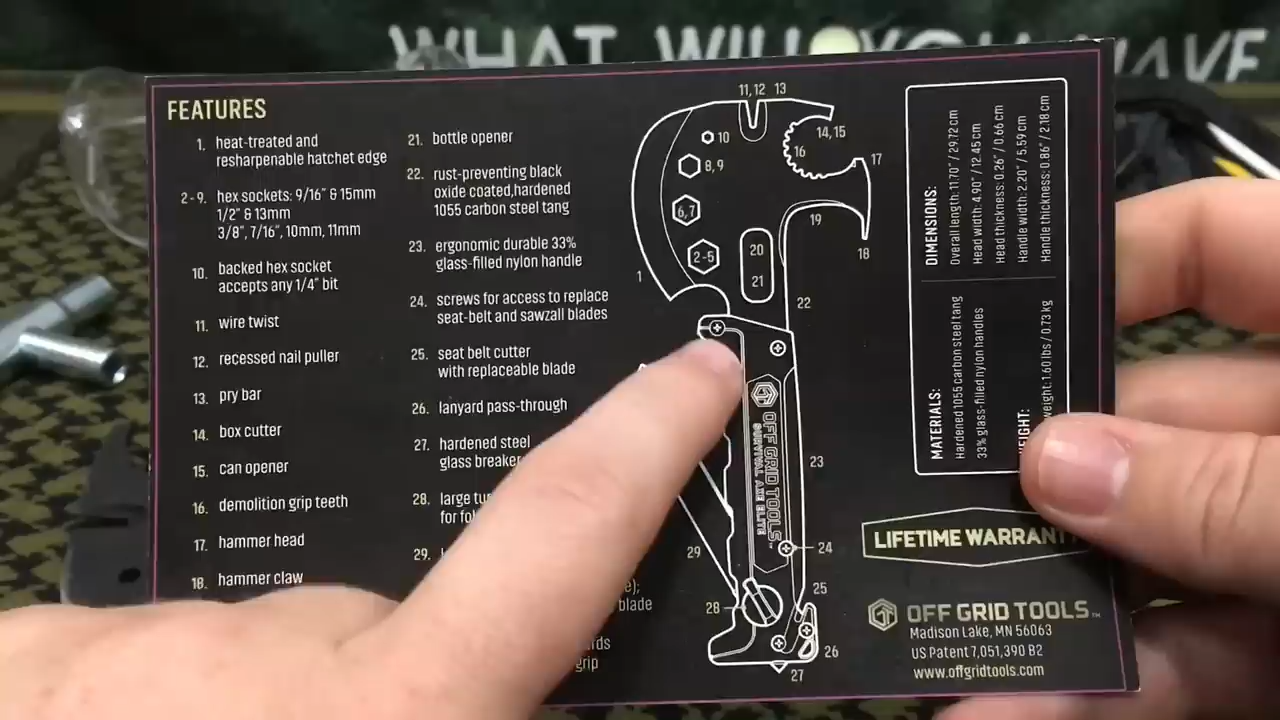 WHAT WILL YOU HAVE
FEATURES
1. heat-treated and
resharpenable hatchet edge
2-9. hex sockets: 9/16" & 15mm
1/2" & 13mm
3/8", 7/16", 10mm, 11mm
10. backed hex socket
accepts any 1/4" bit
11. wire twist
12. recessed nail puller
13. pry bar
14. box cutter
15. can opener
16. demolition grip teeth
17. hammer head
18. hammer claw
21. bottle opener
22. rust-preventing black
oxide coated,hardened
1055 carbon steel tang
23. ergonomic durable 33%
glass-filled nylon handle
24. screws for access to replace
seat-belt and sawzall blades
25. seat belt cutter
with replaceable blade
26. lanyard pass-through
27. hardened steel
glass breaker
28. large
for
29.
blade
grip
11, 12 13
14, 15
16
17
10
8, 9
6,7
2-5
20
21
19
18
1
22
23
24
25
26
27
28
29
OFF GRID TOOLS™
SURVIVAL AXE ELITE™
DIMENSIONS:
Overall length: 11.70" / 29.72 cm
Head width: 4.90" / 12.45 cm
Head thickness: 0.26" / 0.66 cm
Handle width: 2.20" / 5.59 cm
Handle thickness: 0.86" / 2.18 cm
MATERIALS:
Hardened 1055 carbon steel tang
33% glass-filled nylon handles
weight: 1.60 lbs / 0.73 kg
LIFETIME WARRANTY
OFF GRID TOOLS™
Madison Lake, MN 56063
US Patent 7,051,390 B2
www.offgridtools.com